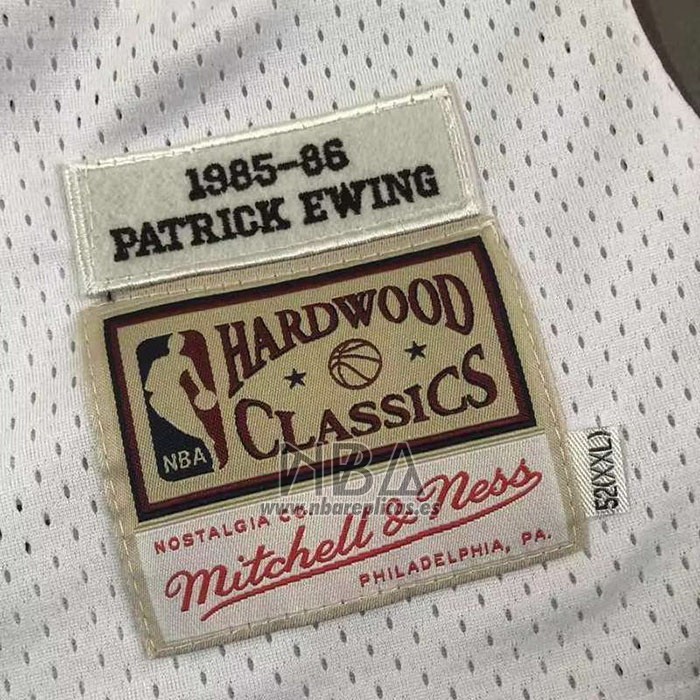 1985-86
PATRICK EWING
HARDWOOD
CLASSICS
NBA
NBA
www.nbareplicas.es
NOSTALGIA CO.
Mitchell & Ness
PHILADELPHIA, PA.
52(XXL)